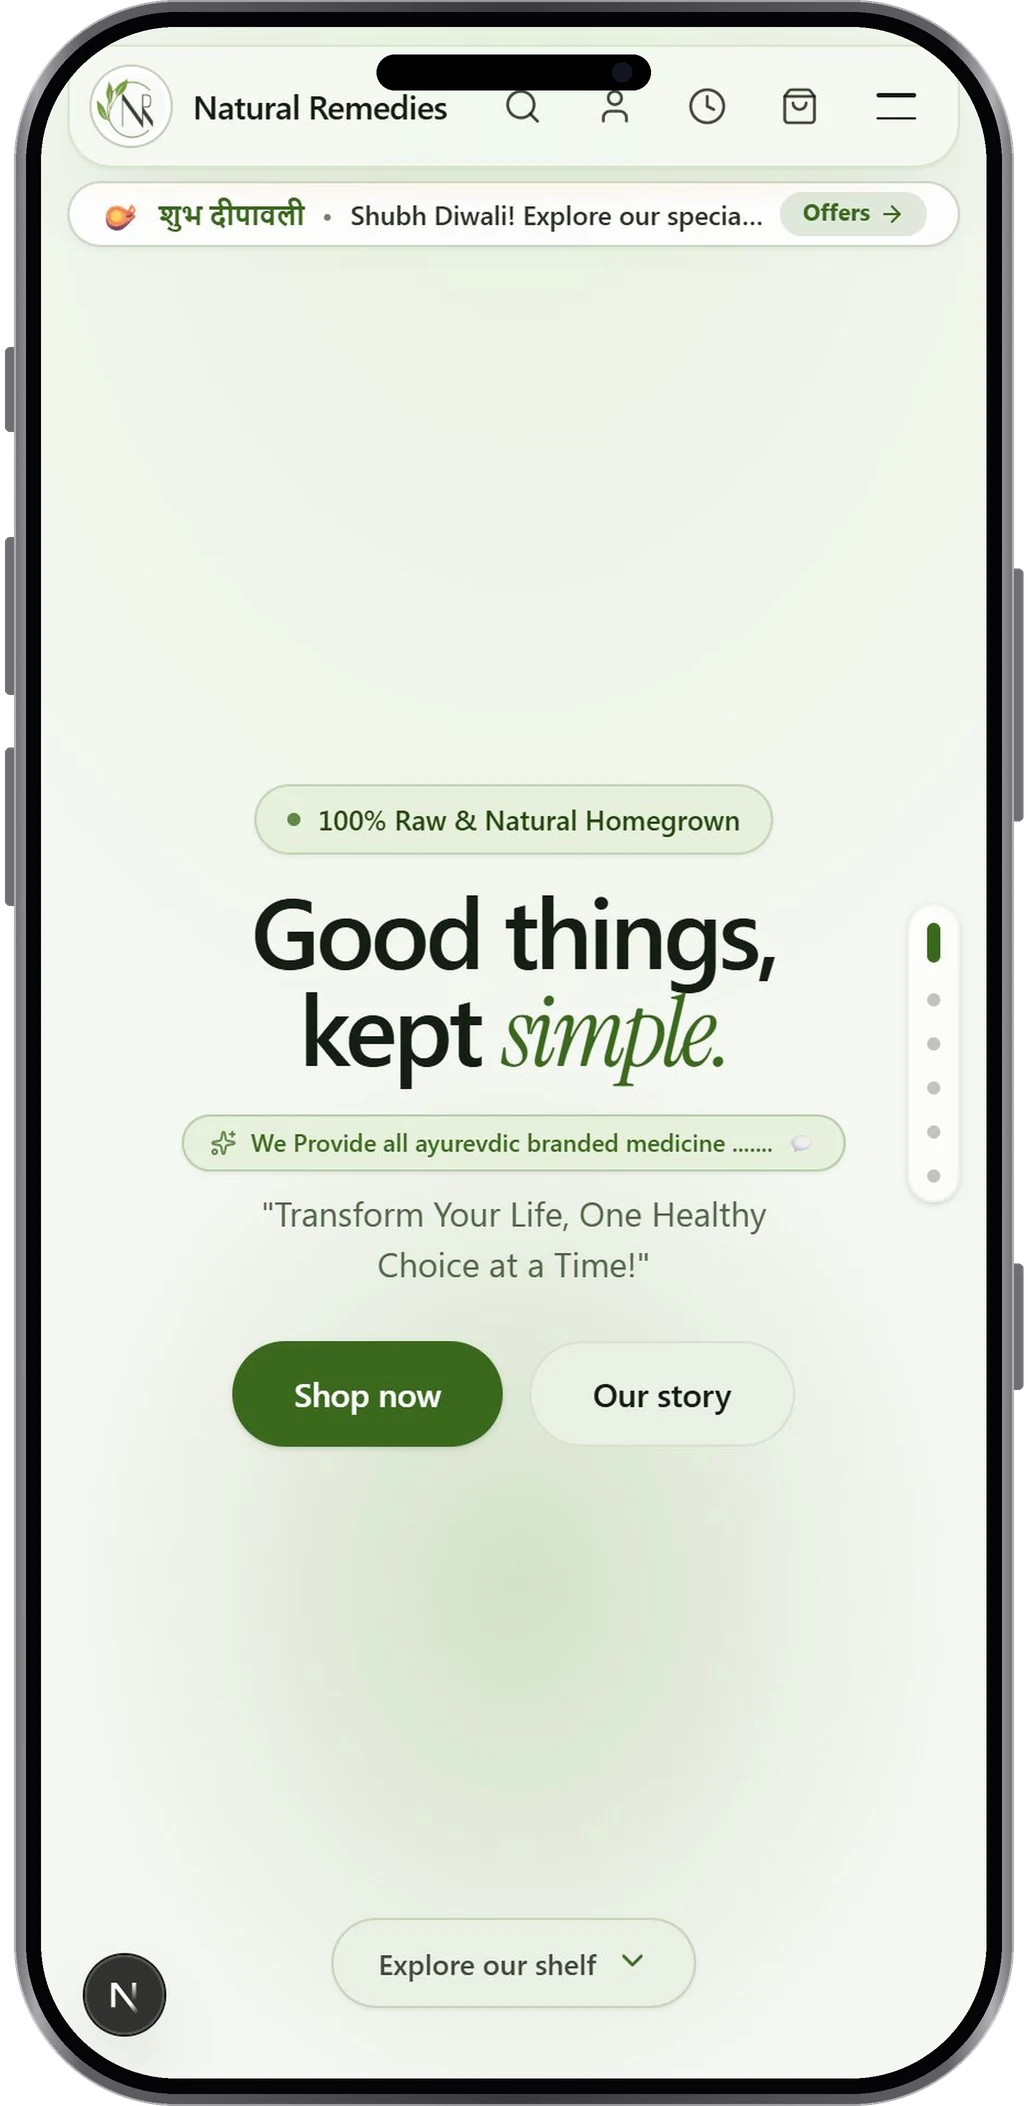 NR
Natural Remedies
शुभ दीपावली • Shubh Diwali! Explore our specia... Offers →
100% Raw & Natural Homegrown
Good things,
kept simple.
We Provide all ayurevdic branded medicine .......
"Transform Your Life, One Healthy
Choice at a Time!"
Shop now
Our story
Explore our shelf
N